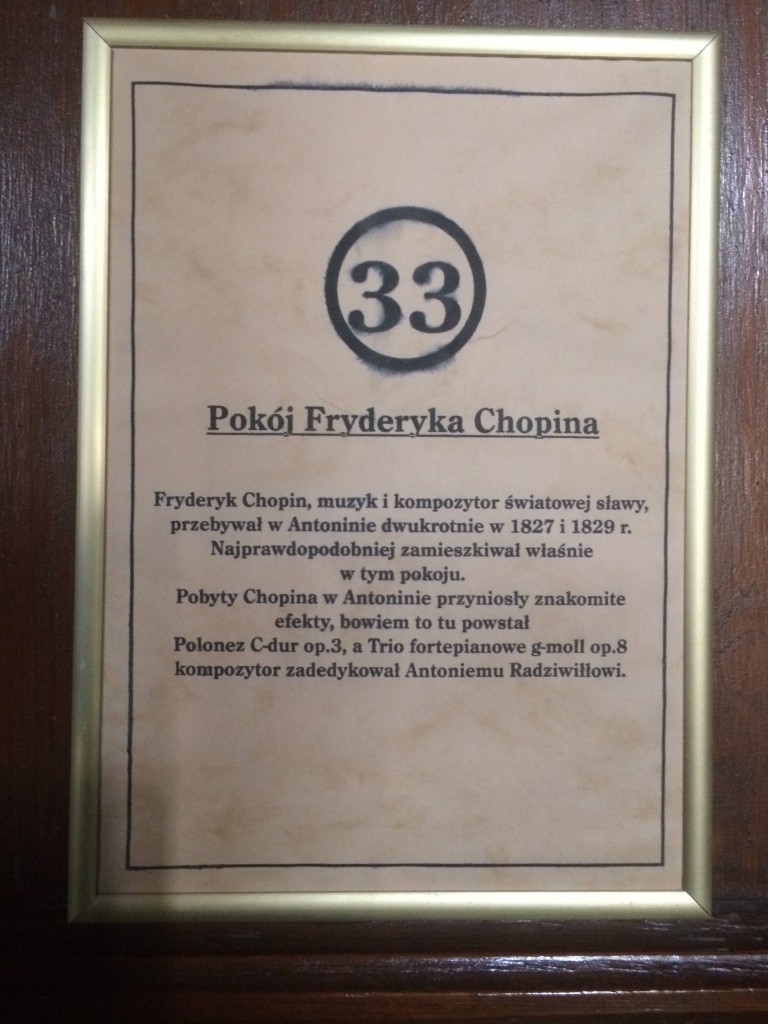 33
Pokój Fryderyka Chopina
Fryderyk Chopin, muzyk i kompozytor światowej sławy,
przebywał w Antoninie dwukrotnie w 1827 i 1829 r.
Najprawdopodobniej zamieszkiwał właśnie
w tym pokoju.
Pobyty Chopina w Antoninie przyniosły znakomite
efekty, bowiem to tu powstał
Polonez C-dur op.3, a Trio fortepianowe g-moll op.8
kompozytor zadedykował Antoniemu Radziwiłłowi.